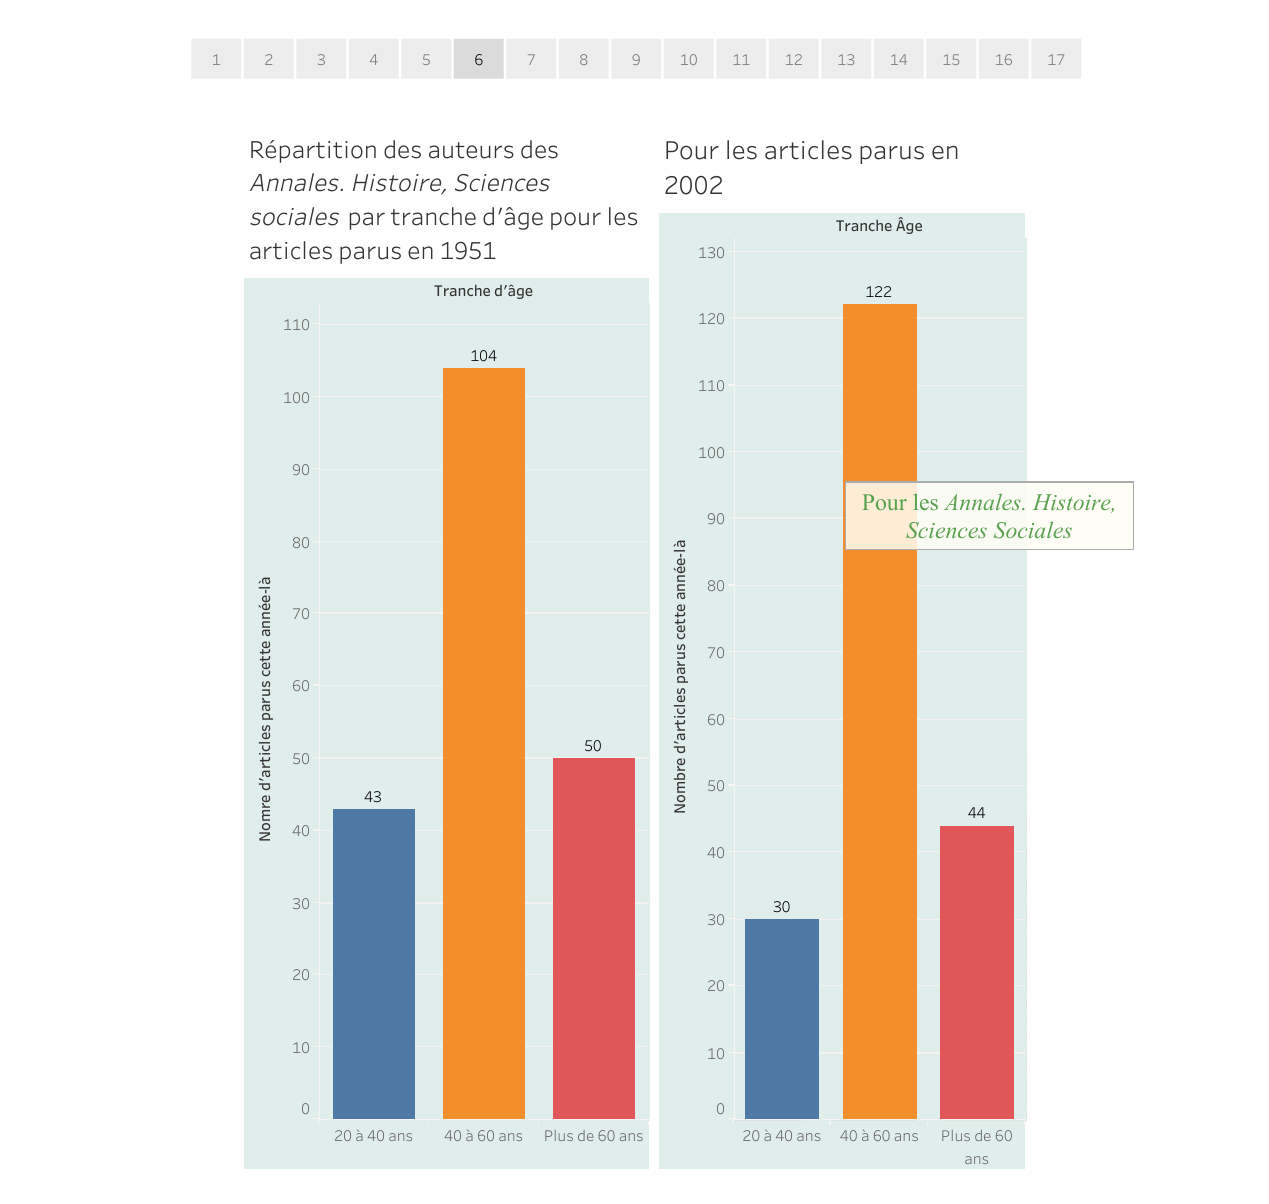 1 2 3 4 5 6 7 8 9 10 11 12 13 14 15 16 17
Répartition des auteurs des
Annales. Histoire, Sciences
sociales par tranche d'âge pour les
articles parus en 1951
Tranche d'âge
Nomre d'articles parus cette année-là
110
100
90
80
70
60
50
40
30
20
10
0
43
104
50
20 à 40 ans
40 à 60 ans
Plus de 60 ans
Pour les articles parus en
2002
Tranche Âge
Nombre d'articles parus cette année-là
130
120
110
100
90
80
70
60
50
40
30
20
10
0
30
122
44
Pour les Annales. Histoire,
Sciences Sociales
20 à 40 ans
40 à 60 ans
Plus de 60
ans